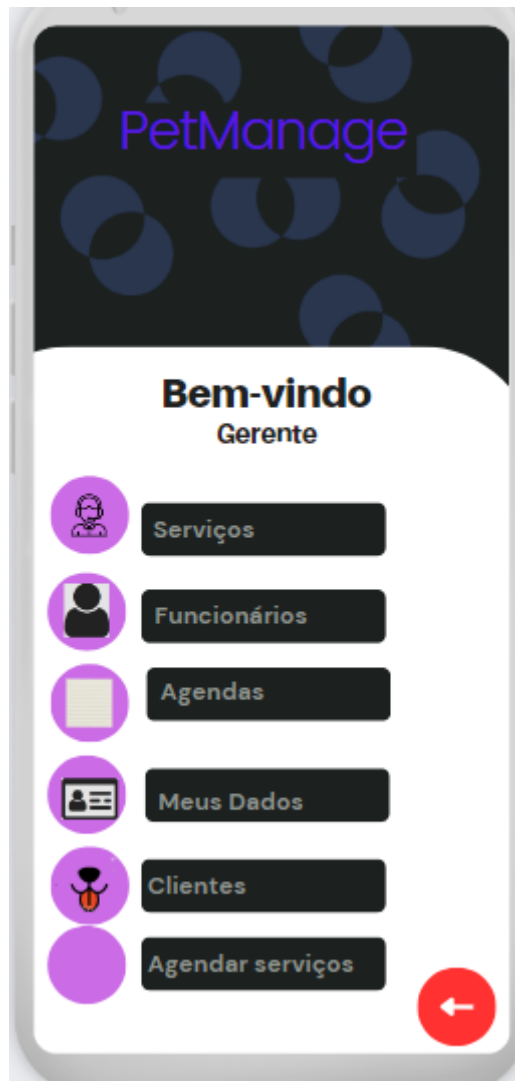 PetManage
Bem-vindo
Gerente
Serviços
Funcionários
Agendas
Meus Dados
Clientes
Agendar serviços